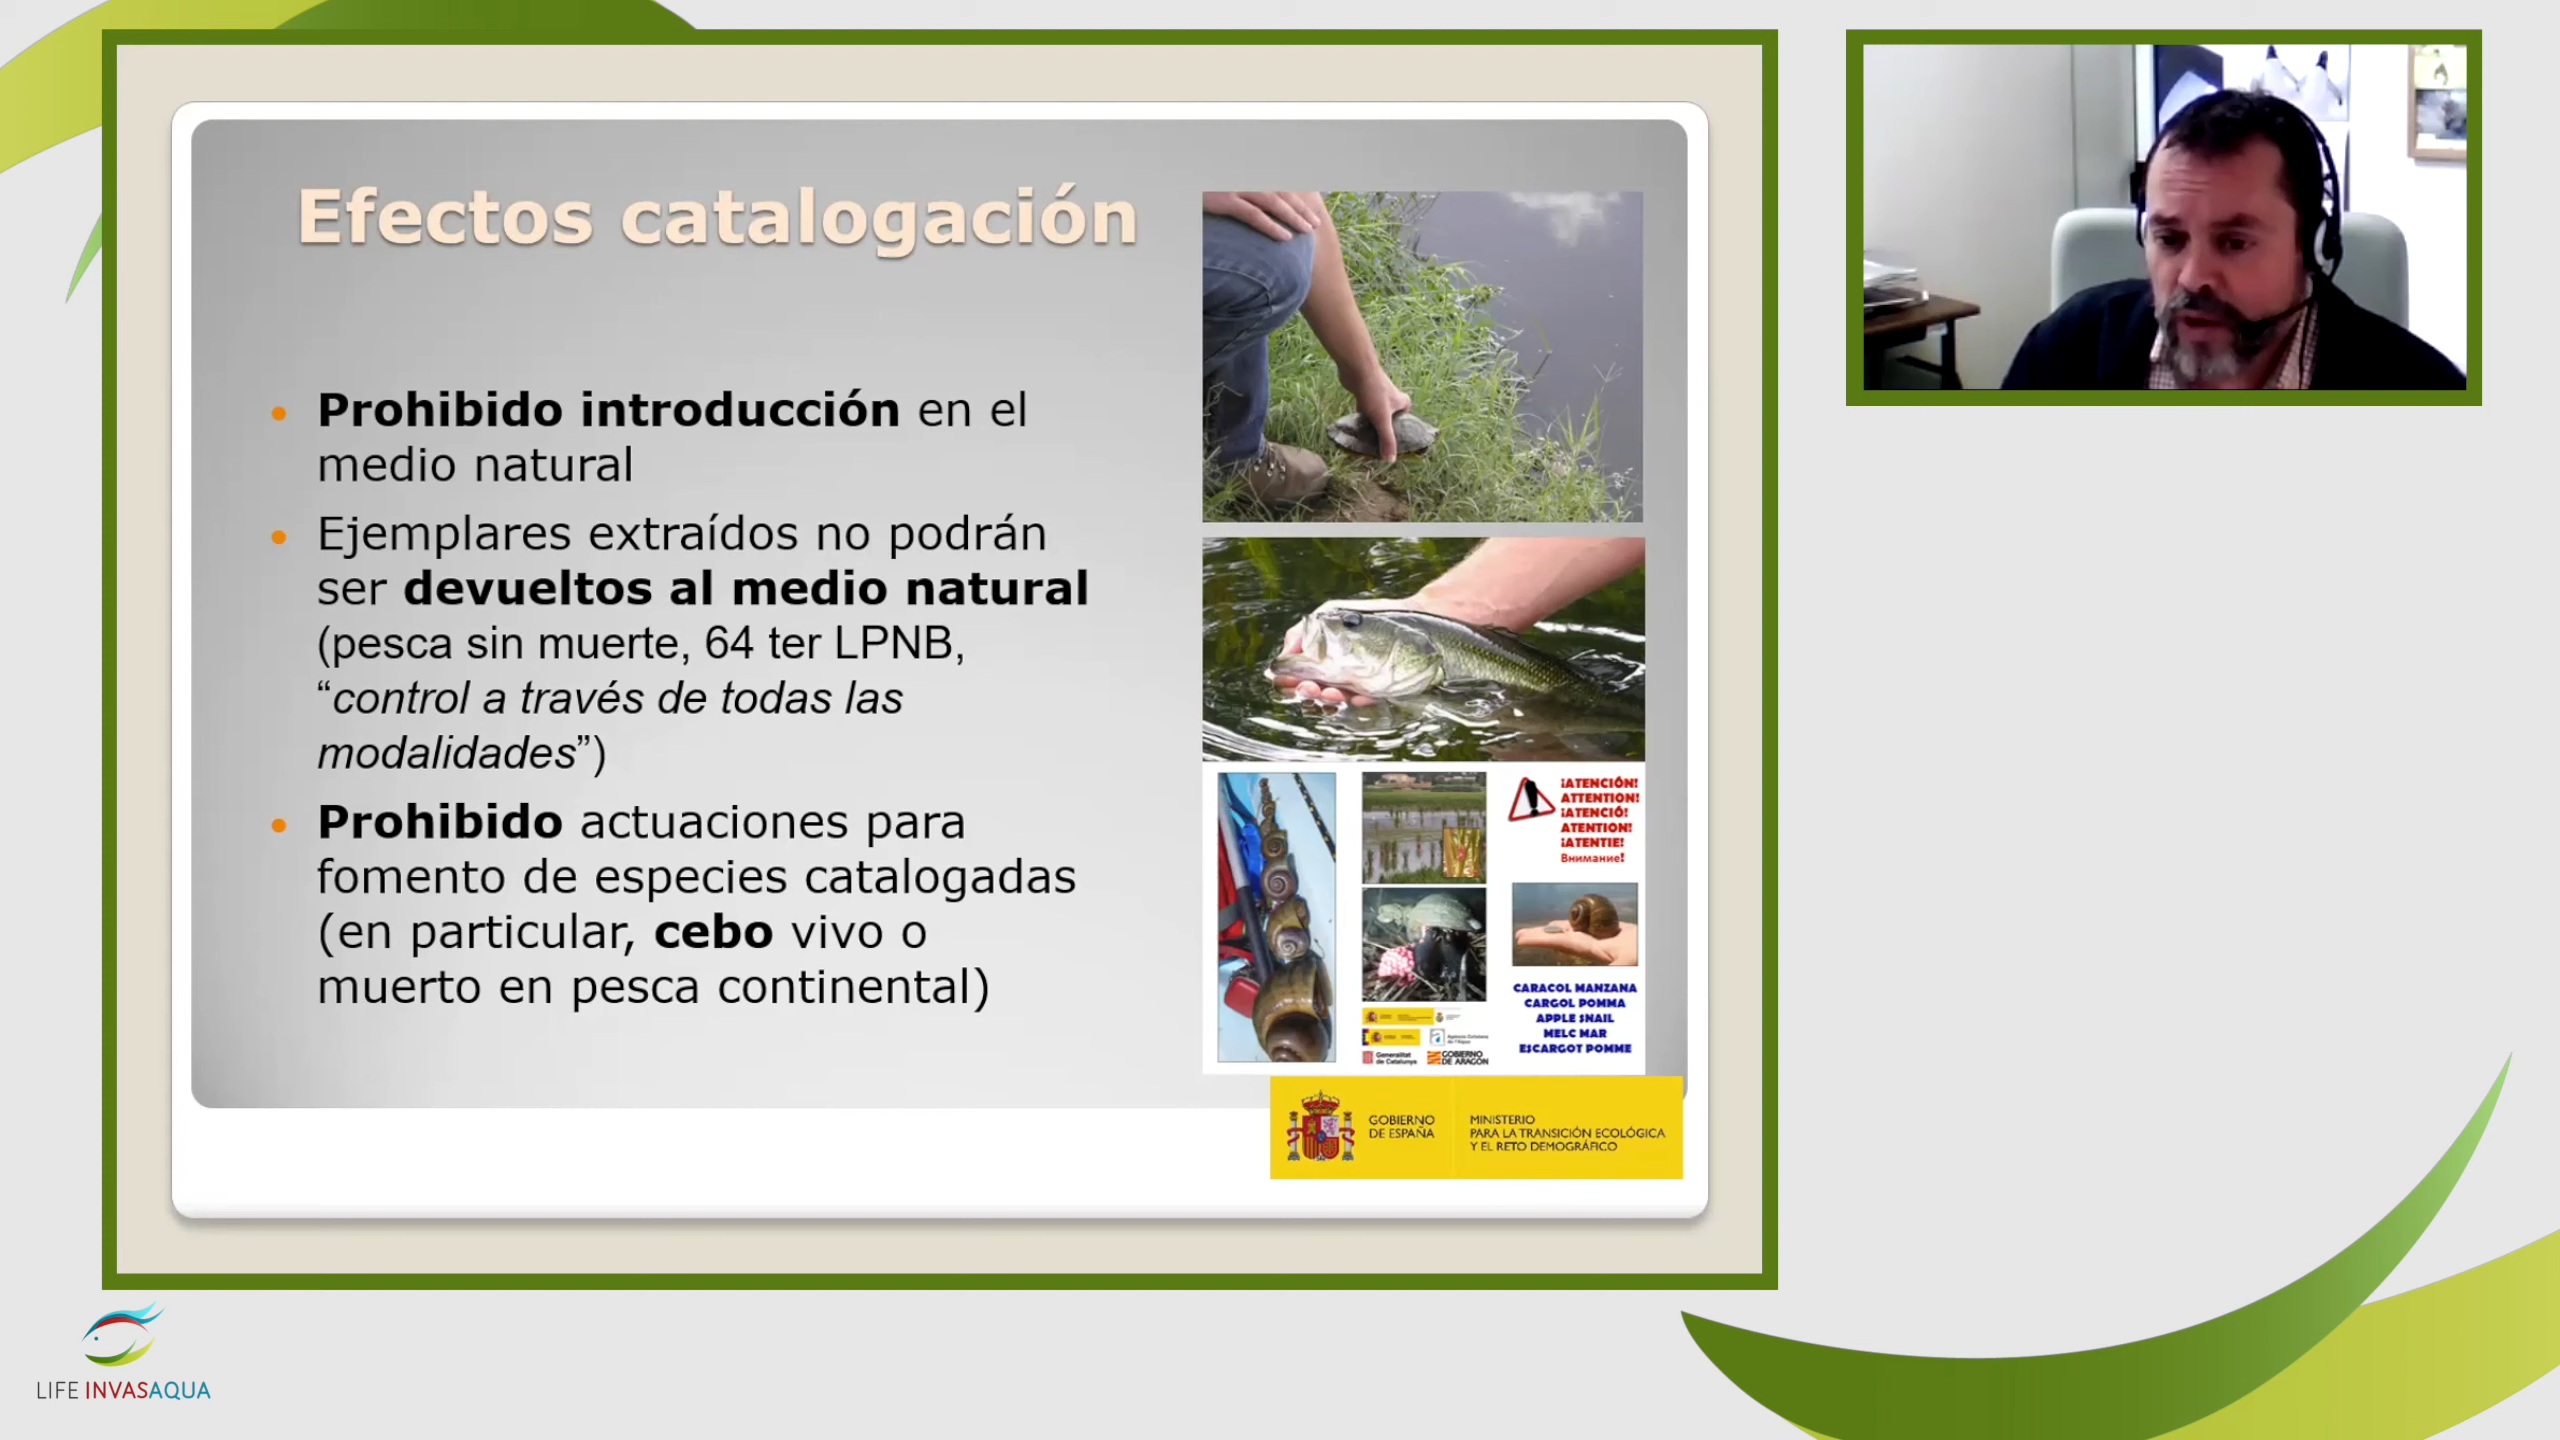 Efectos catalogación
Prohibido introducción en el
medio natural
Ejemplares extraídos no podrán
ser devueltos al medio natural
(pesca sin muerte, 64 ter LPNB,
“control a través de todas las
modalidades”)
Prohibido actuaciones para
fomento de especies catalogadas
(en particular, cebo vivo o
muerto en pesca continental)
¡ATENCIÓN!
ATTENTION!
¡ATENCIÓ!
ATENTION!
¡ATENTIE!
Внимание!
CARACOL MANZANA
CARGOL POMMA
APPLE SNAIL
MELC MAR
ESCARGOT POMME
Generalitat
de Catalunya
GOBIERNO
DE ARAGON
GOBIERNO
DE ESPAÑA
MINISTERIO
PARA LA TRANSICIÓN ECOLÓGICA
Y EL RETO DEMOGRÁFICO
LIFE INVASAQUA